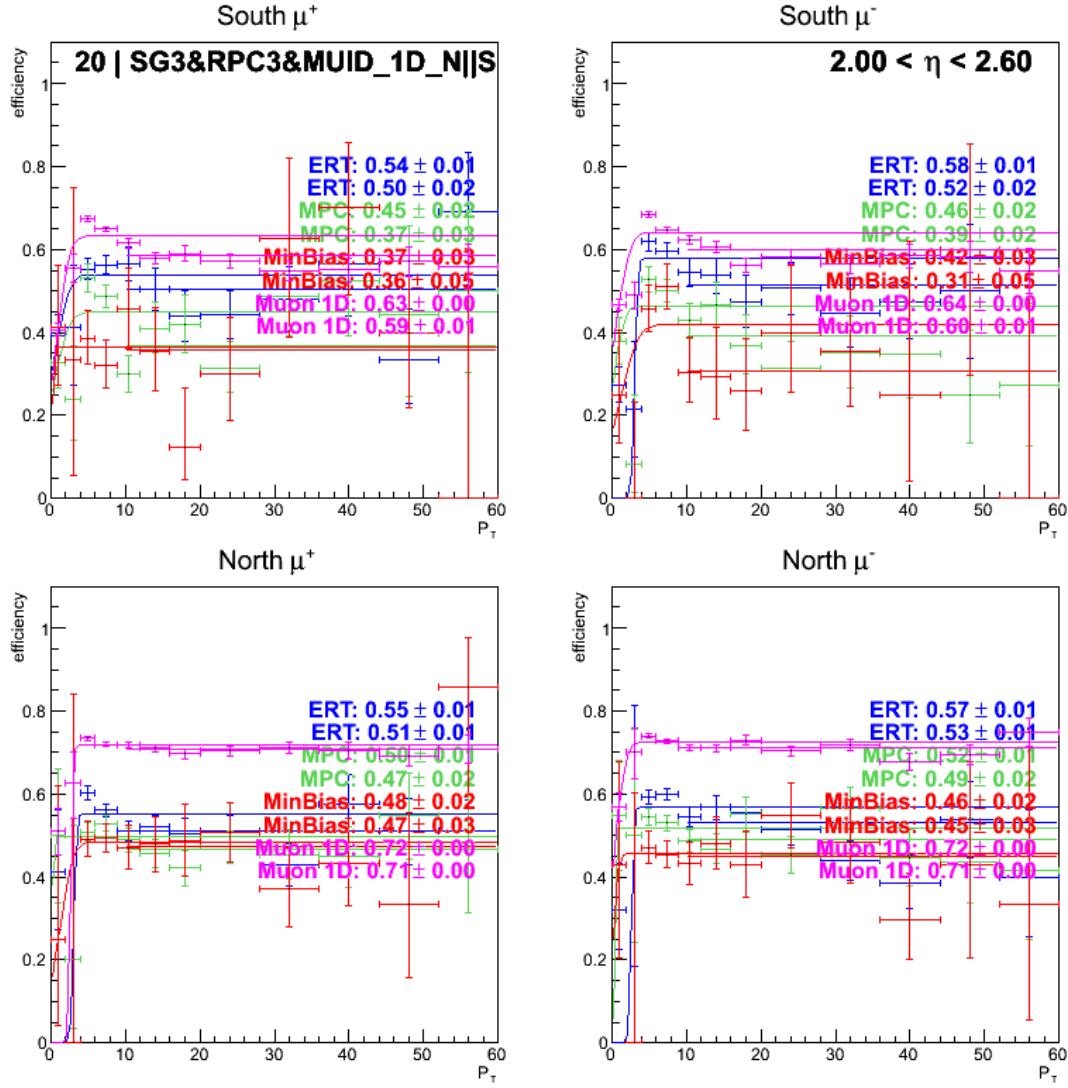 South μ⁺
efficiency
20 | SG3&RPC3&MUID_1D_N||S
1
0.8
0.6
0.4
0.2
0
ERT: 0.54 ± 0.01
ERT: 0.50 ± 0.02
MPC: 0.45 ± 0.02
MPC: 0.37 ± 0.03
MinBias: 0.37 ± 0.03
MinBias: 0.36 ± 0.05
Muon 1D: 0.63 ± 0.00
Muon 1D: 0.59 ± 0.01
0 10 20 30 40 50 60
P_T
South μ⁻
efficiency
2.00 < η < 2.60
1
0.8
0.6
0.4
0.2
0
ERT: 0.58 ± 0.01
ERT: 0.52 ± 0.02
MPC: 0.46 ± 0.02
MPC: 0.39 ± 0.02
MinBias: 0.42 ± 0.03
MinBias: 0.31 ± 0.05
Muon 1D: 0.64 ± 0.00
Muon 1D: 0.60 ± 0.01
0 10 20 30 40 50 60
P_T
North μ⁺
efficiency
1
0.8
0.6
0.4
0.2
0
ERT: 0.55 ± 0.01
ERT: 0.51 ± 0.01
MPC: 0.50 ± 0.01
MPC: 0.47 ± 0.02
MinBias: 0.48 ± 0.02
MinBias: 0.47 ± 0.03
Muon 1D: 0.72 ± 0.00
Muon 1D: 0.71 ± 0.00
0 10 20 30 40 50 60
P_T
North μ⁻
efficiency
1
0.8
0.6
0.4
0.2
0
ERT: 0.57 ± 0.01
ERT: 0.53 ± 0.01
MPC: 0.52 ± 0.01
MPC: 0.49 ± 0.02
MinBias: 0.46 ± 0.02
MinBias: 0.45 ± 0.03
Muon 1D: 0.72 ± 0.00
Muon 1D: 0.71 ± 0.00
0 10 20 30 40 50 60
P_T